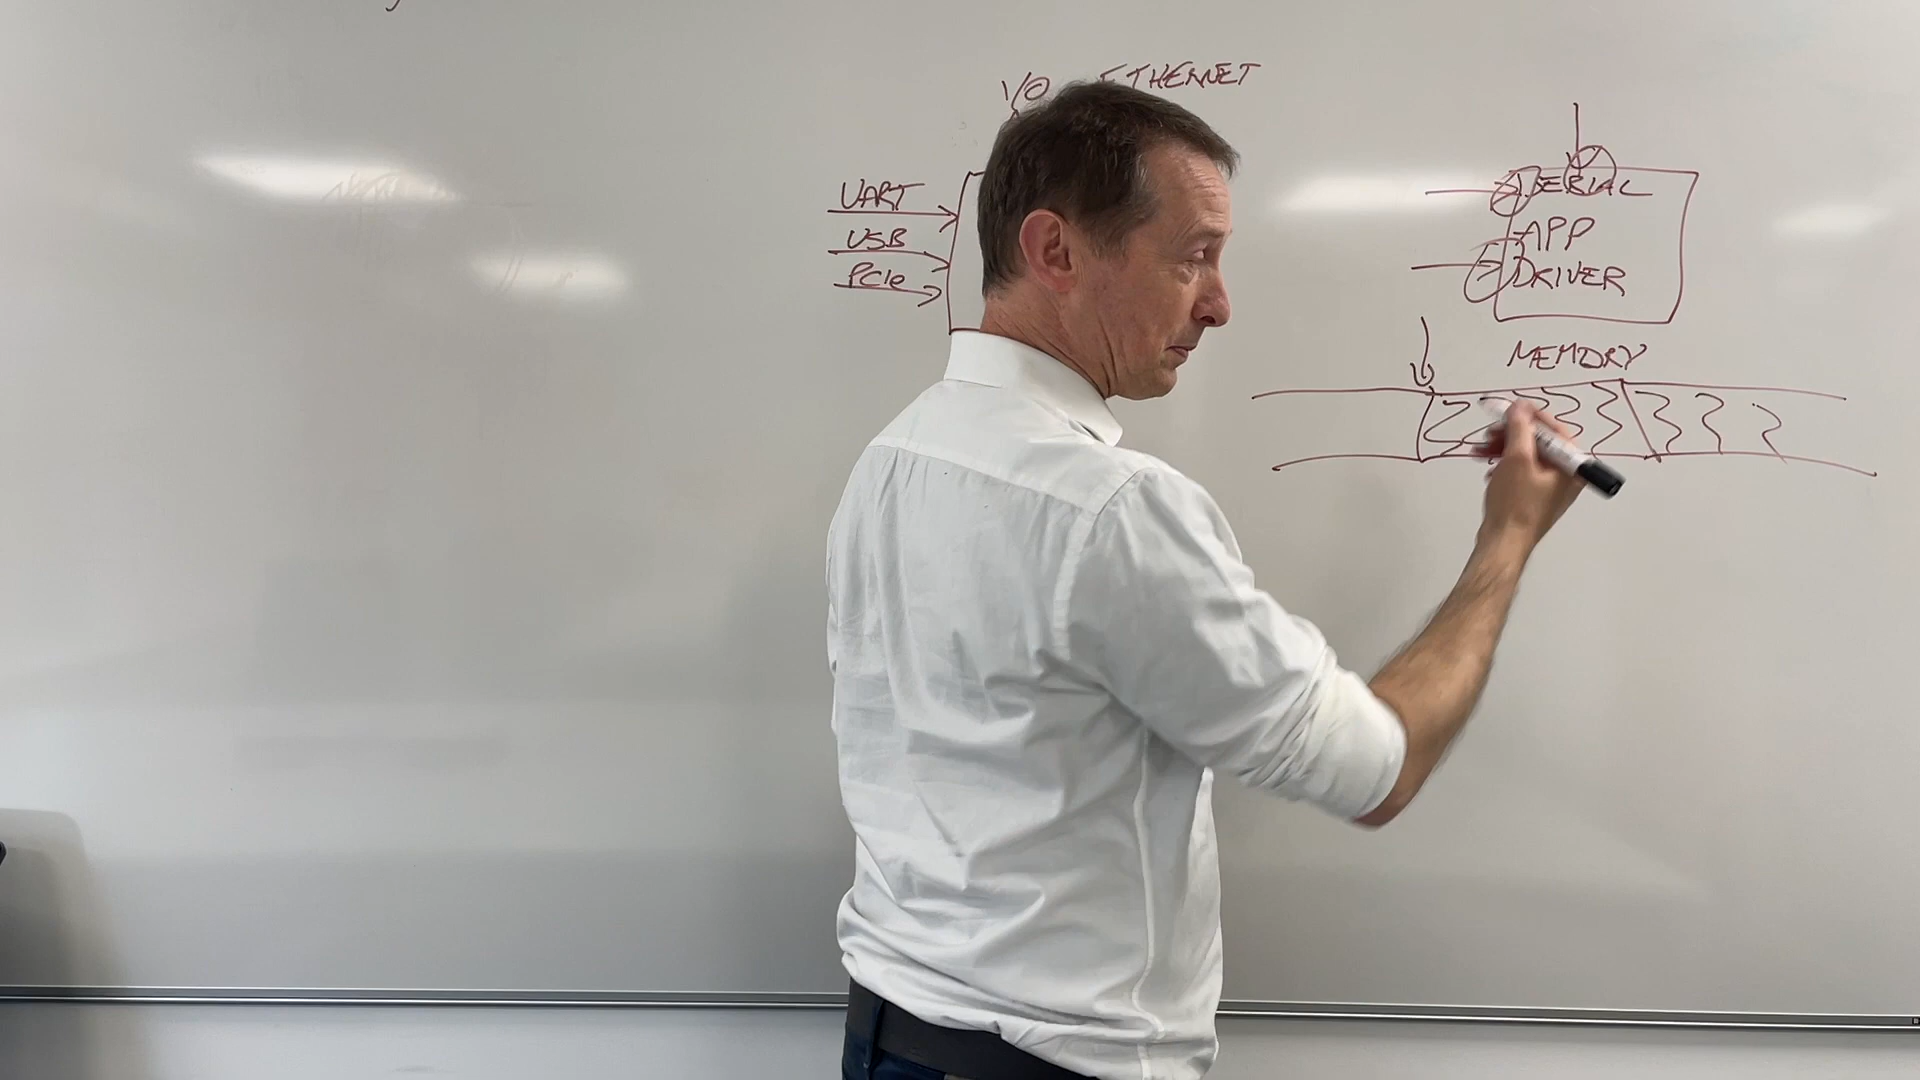 I/O ETHERNET
UART
USB
PCIe
SERIAL
APP
DRIVER
MEMORY